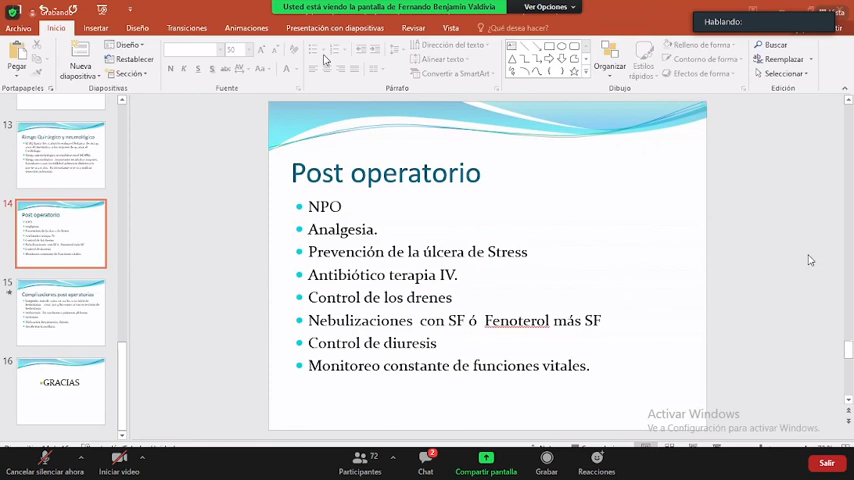 Grabando
Usted está viendo la pantalla de Fernando Benjamín Valdivia
Ver Opciones
Hablando:
Archivo Inicio Insertar Diseño Transiciones Animaciones Presentación con diapositivas Revisar Vista ¿Qué desea hacer?
Pegar
Nueva diapositiva
Diseño
Restablecer
Sección
50
Dirección del texto
Alinear texto
Convertir a SmartArt
Organizar
Estilos rápidos
Relleno de forma
Contorno de forma
Efectos de forma
Buscar
Reemplazar
Seleccionar
Portapapeles Diapositivas Fuente Párrafo Dibujo Edición
13
14
Post operatorio
15
Complicaciones post operatorias
16
GRACIAS
Post operatorio
NPO
Analgesia.
Prevención de la úlcera de Stress
Antibiótico terapia IV.
Control de los drenes
Nebulizaciones con SF ó Fenoterol más SF
Control de diuresis
Monitoreo constante de funciones vitales.
Activar Windows
Ve a Configuración para activar Windows.
72
2
Cancelar silenciar ahora
Iniciar video
Participantes
Chat
Compartir pantalla
Grabar
Reacciones
Salir